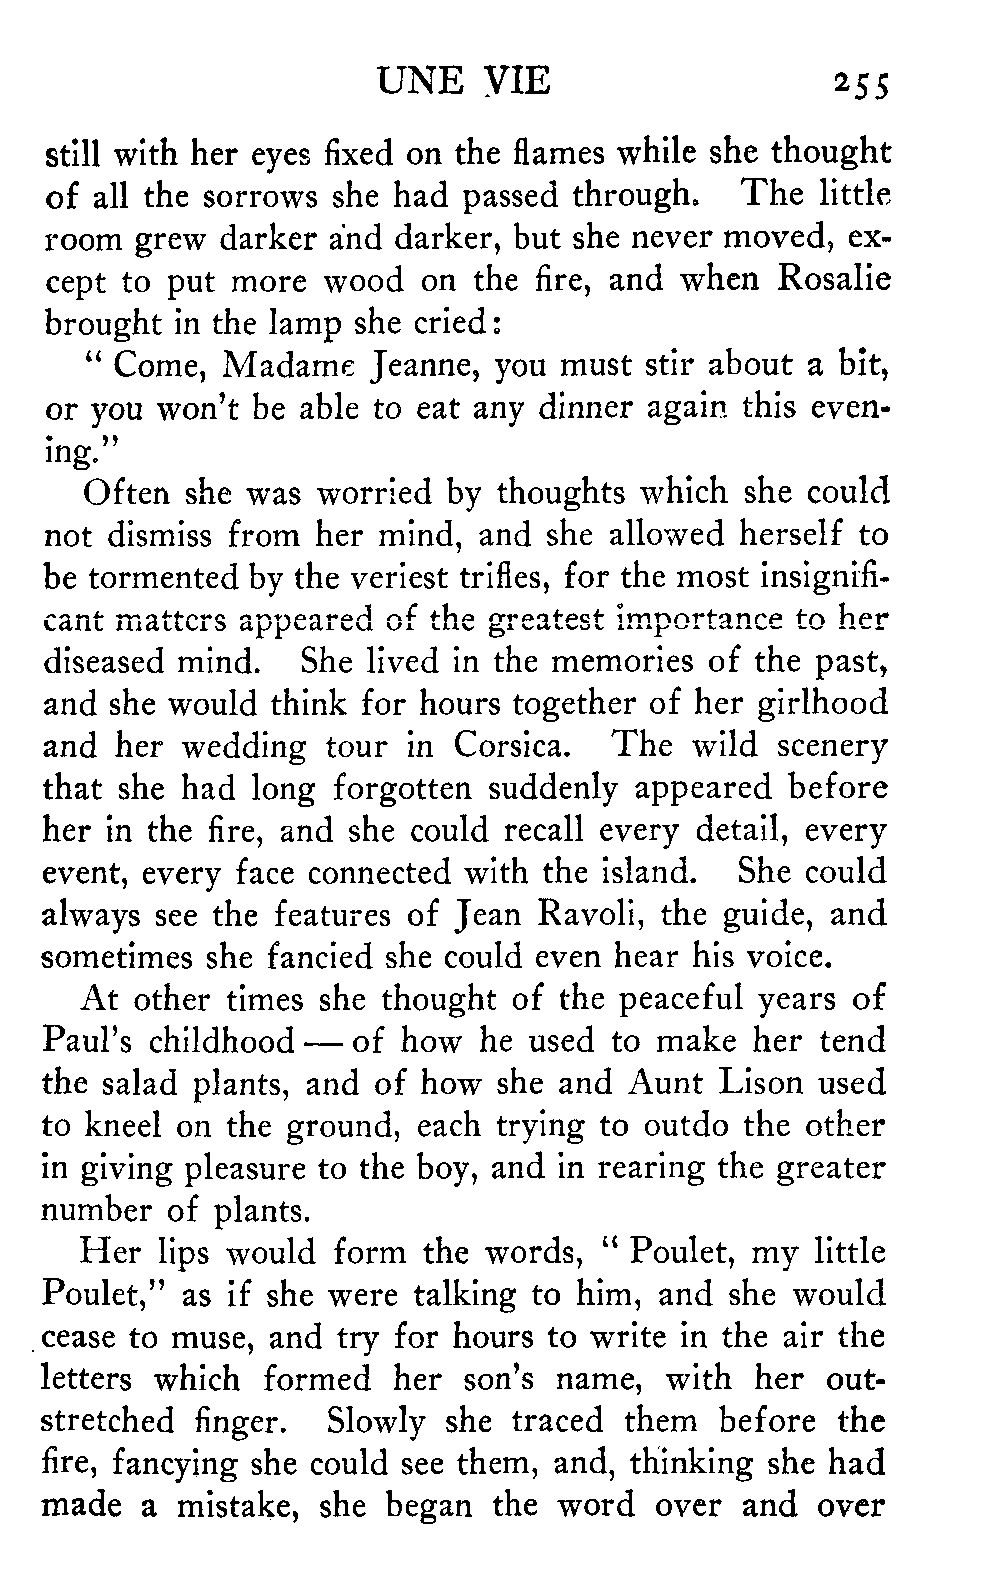 UNE VIE 255
still with her eyes fixed on the flames while she thought
of all the sorrows she had passed through. The little
room grew darker and darker, but she never moved, ex-
cept to put more wood on the fire, and when Rosalie
brought in the lamp she cried:
“ Come, Madame Jeanne, you must stir about a bit,
or you won't be able to eat any dinner again this even-
ing.”
Often she was worried by thoughts which she could
not dismiss from her mind, and she allowed herself to
be tormented by the veriest trifles, for the most insignifi-
cant matters appeared of the greatest importance to her
diseased mind. She lived in the memories of the past,
and she would think for hours together of her girlhood
and her wedding tour in Corsica. The wild scenery
that she had long forgotten suddenly appeared before
her in the fire, and she could recall every detail, every
event, every face connected with the island. She could
always see the features of Jean Ravoli, the guide, and
sometimes she fancied she could even hear his voice.
At other times she thought of the peaceful years of
Paul's childhood — of how he used to make her tend
the salad plants, and of how she and Aunt Lison used
to kneel on the ground, each trying to outdo the other
in giving pleasure to the boy, and in rearing the greater
number of plants.
Her lips would form the words, “ Poulet, my little
Poulet,” as if she were talking to him, and she would
cease to muse, and try for hours to write in the air the
letters which formed her son's name, with her out-
stretched finger. Slowly she traced them before the
fire, fancying she could see them, and, thinking she had
made a mistake, she began the word over and over